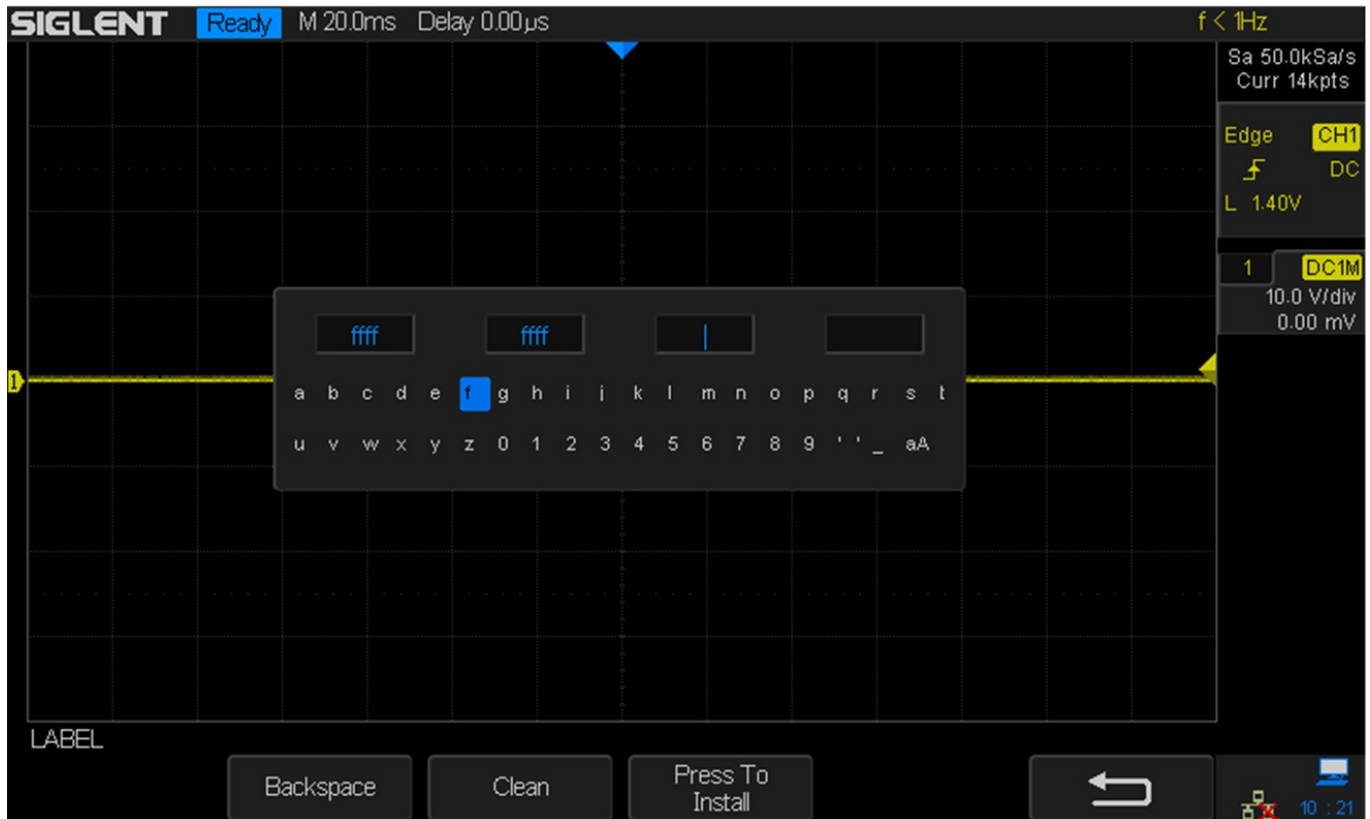 SIGLENT Ready M 20.0ms Delay 0.00µs f < 1Hz
Sa 50.0kSa/s
Curr 14kpts
Edge CH1
DC
L 1.40V
1 DC1M
10.0 V/div
0.00 mV
ffff ffff |
1
a b c d e f g h i j k l m n o p q r s t
u v w x y z 0 1 2 3 4 5 6 7 8 9 ' ' _ aA
LABEL
Backspace Clean Press To
Install
10 : 21